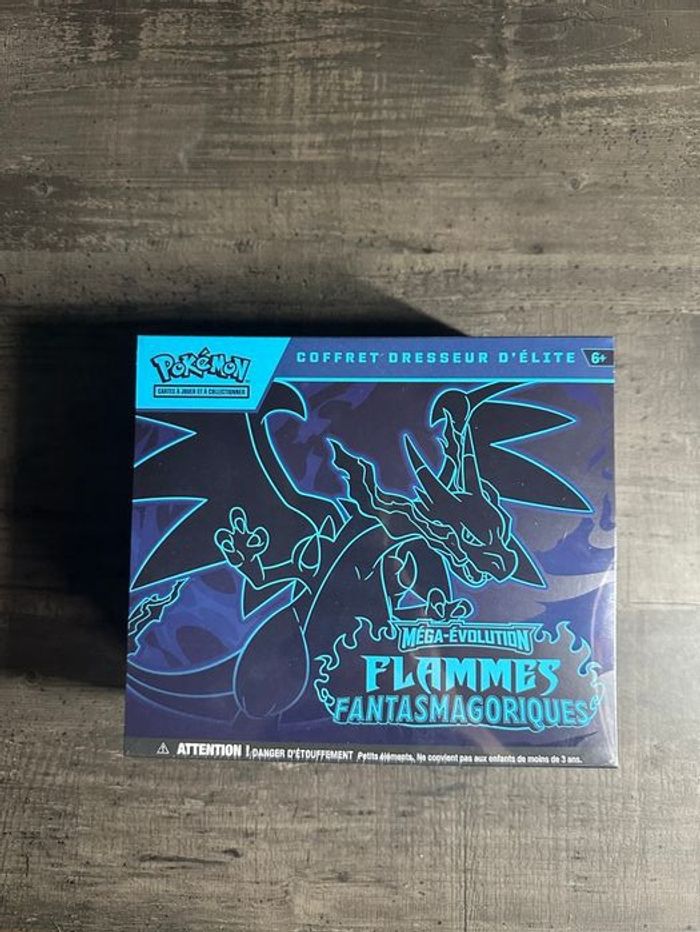 POKéMON
CARTES À JOUER ET À COLLECTIONNER
COFFRET DRESSEUR D'ÉLITE
6+
MÉGA-ÉVOLUTION
FLAMMES
FANTASMAGORIQUES
ATTENTION ! DANGER D'ÉTOUFFEMENT Petits éléments. Ne convient pas aux enfants de moins de 3 ans.